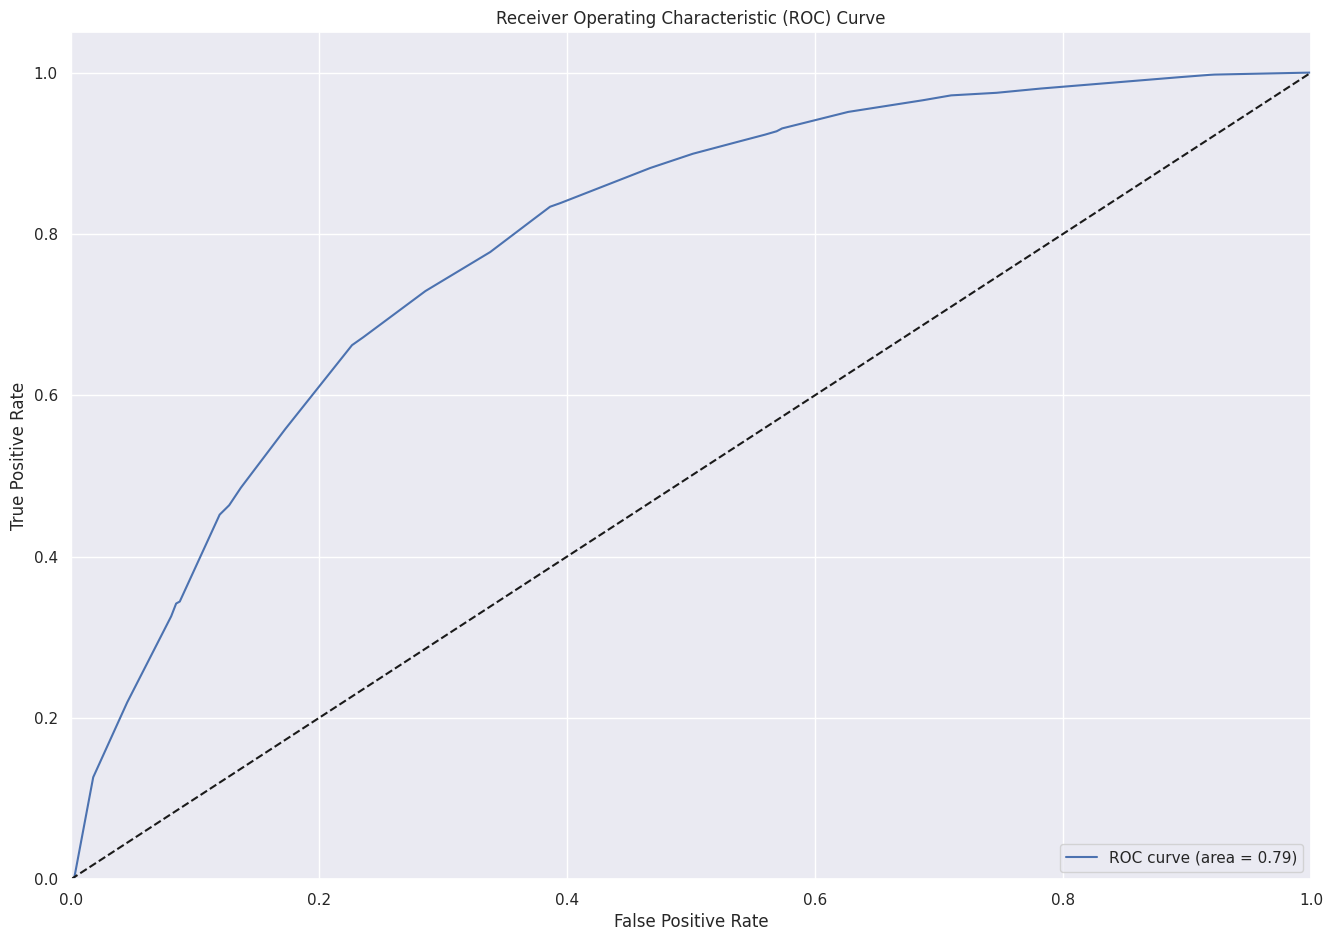 Receiver Operating Characteristic (ROC) Curve
1.0
0.8
0.6
0.4
0.2
0.0
True Positive Rate
ROC curve (area = 0.79)
0.0 0.2 0.4 0.6 0.8 1.0
False Positive Rate